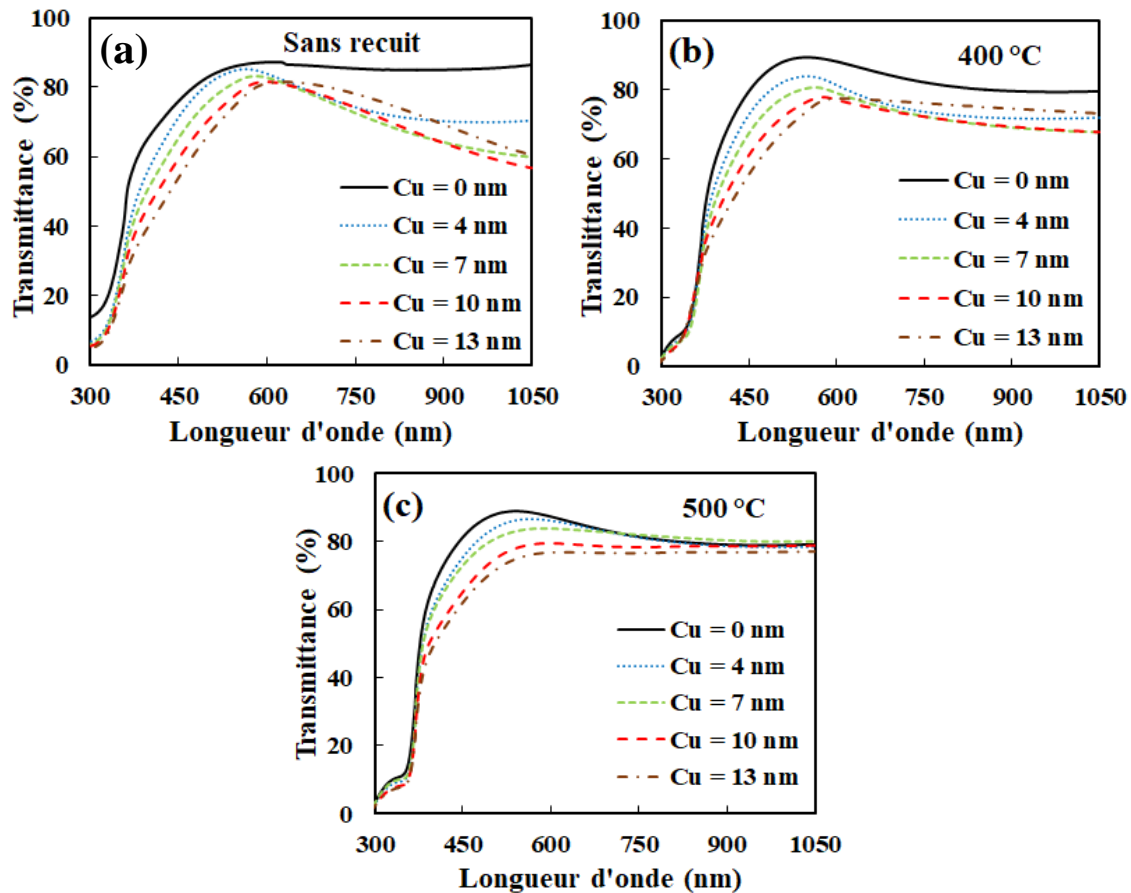 (a)
Sans recuit
Transmittance (%)
100
80
60
40
20
0
Cu = 0 nm
Cu = 4 nm
Cu = 7 nm
Cu = 10 nm
Cu = 13 nm
300 450 600 750 900 1050
Longueur d'onde (nm)
(b)
400 °C
Translittance (%)
100
80
60
40
20
0
Cu = 0 nm
Cu = 4 nm
Cu = 7 nm
Cu = 10 nm
Cu = 13 nm
300 450 600 750 900 1050
Longueur d'onde (nm)
(c)
500 °C
Transmittance (%)
100
80
60
40
20
0
Cu = 0 nm
Cu = 4 nm
Cu = 7 nm
Cu = 10 nm
Cu = 13 nm
300 450 600 750 900 1050
Longueur d'onde (nm)